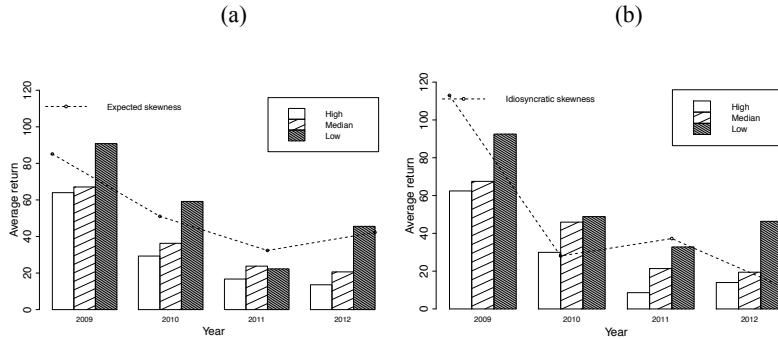 (a)
(b)
Average return
0
20
40
60
80
100
120
Expected skewness
High
Median
Low
2009
2010
2011
2012
Year
Average return
0
20
40
60
80
100
120
Idiosyncratic skewness
High
Median
Low
2009
2010
2011
2012
Year